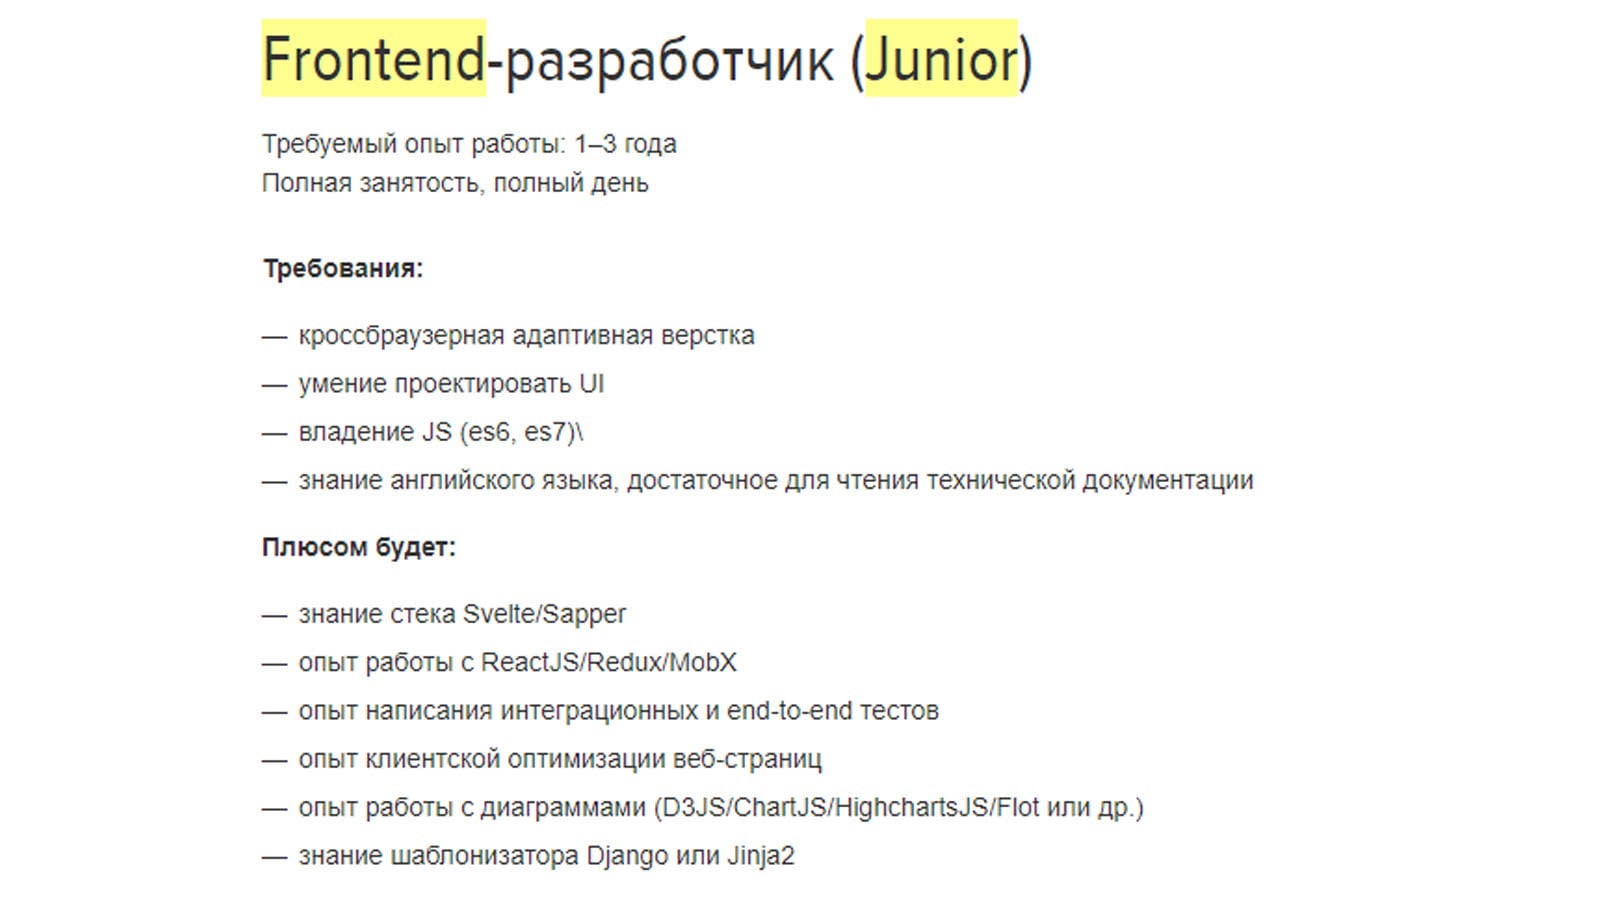 Frontend-разработчик (Junior)
Требуемый опыт работы: 1–3 года
Полная занятость, полный день
Требования:
— кроссбраузерная адаптивная верстка
— умение проектировать UI
— владение JS (es6, es7)\
— знание английского языка, достаточное для чтения технической документации
Плюсом будет:
— знание стека Svelte/Sapper
— опыт работы с ReactJS/Redux/MobX
— опыт написания интеграционных и end-to-end тестов
— опыт клиентской оптимизации веб-страниц
— опыт работы с диаграммами (D3JS/ChartJS/HighchartsJS/Flot или др.)
— знание шаблонизатора Django или Jinja2